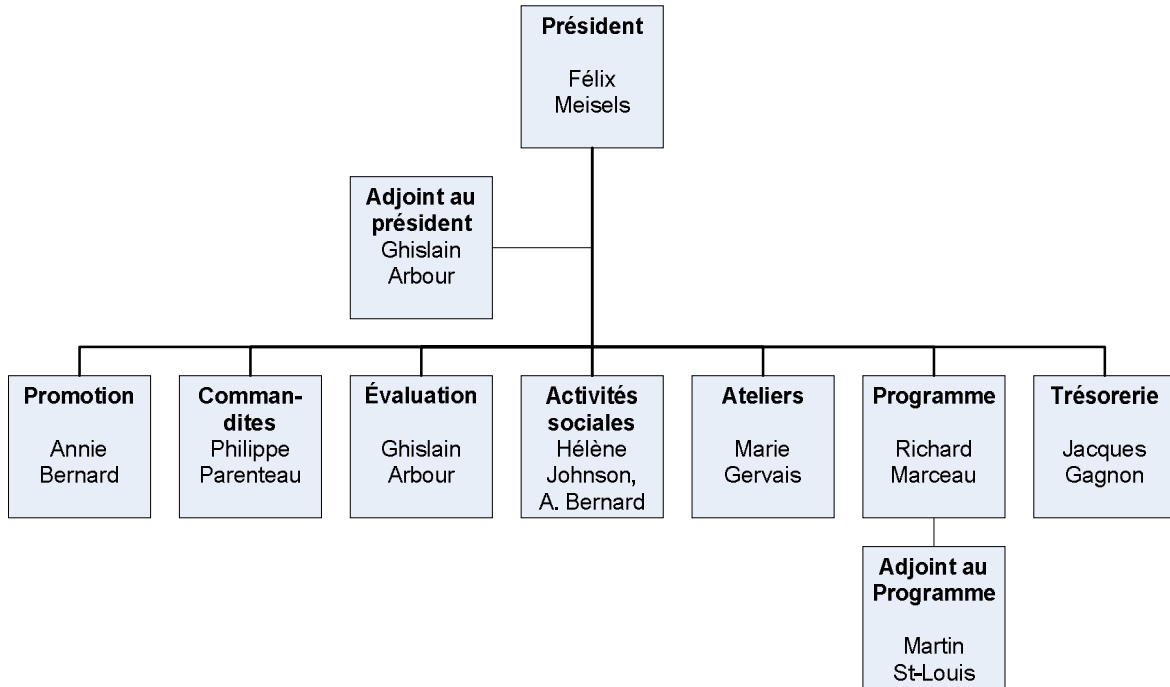 Président
Félix
Meisels
Adjoint au
président
Ghislain
Arbour
Promotion
Annie
Bernard
Comman-
dites
Philippe
Parenteau
Évaluation
Ghislain
Arbour
Activités
sociales
Hélène
Johnson,
A. Bernard
Ateliers
Marie
Gervais
Programme
Richard
Marceau
Trésorerie
Jacques
Gagnon
Adjoint au
Programme
Martin
St-Louis